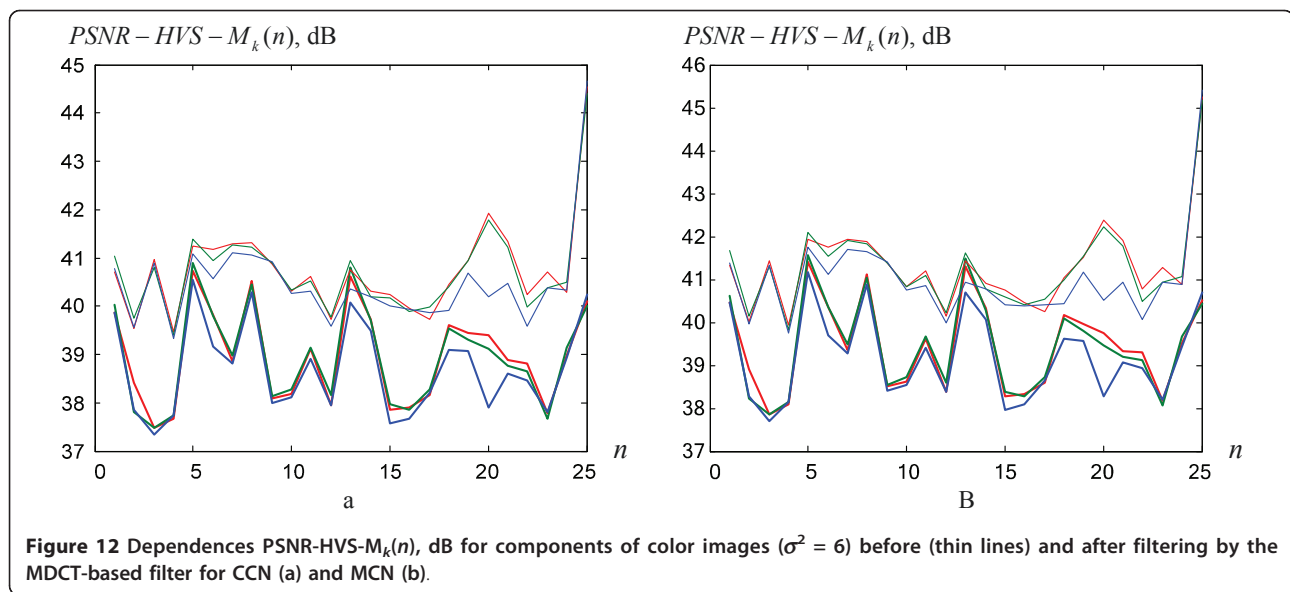 PSNR – HVS – M_k(n), dB
45
44
43
42
41
40
39
38
37
0 5 10 15 20 25
n
a
PSNR – HVS – M_k(n), dB
46
45
44
43
42
41
40
39
38
37
0 5 10 15 20 25
n
B
Figure 12 Dependences PSNR-HVS-M_k(n), dB for components of color images (σ² = 6) before (thin lines) and after filtering by the
MDCT-based filter for CCN (a) and MCN (b).